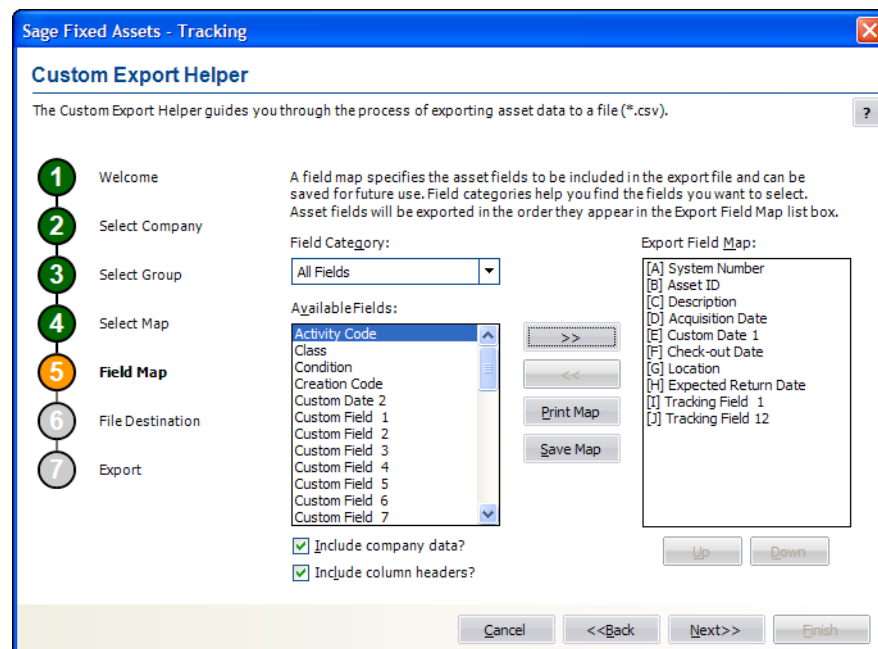 Sage Fixed Assets - Tracking
Custom Export Helper
The Custom Export Helper guides you through the process of exporting asset data to a file (*.csv).
?
1 Welcome
2 Select Company
3 Select Group
4 Select Map
5 Field Map
6 File Destination
7 Export
A field map specifies the asset fields to be included in the export file and can be
saved for future use. Field categories help you find the fields you want to select.
Asset fields will be exported in the order they appear in the Export Field Map list box.
Field Category:
All Fields
Available Fields:
Activity Code
Class
Condition
Creation Code
Custom Date 2
Custom Field 1
Custom Field 2
Custom Field 3
Custom Field 4
Custom Field 5
Custom Field 6
Custom Field 7
>>
<<
Print Map
Save Map
Export Field Map:
[A] System Number
[B] Asset ID
[C] Description
[D] Acquisition Date
[E] Custom Date 1
[F] Check-out Date
[G] Location
[H] Expected Return Date
[I] Tracking Field 1
[J] Tracking Field 12
Include company data?
Include column headers?
Up
Down
Cancel
<<Back
Next>>
Finish